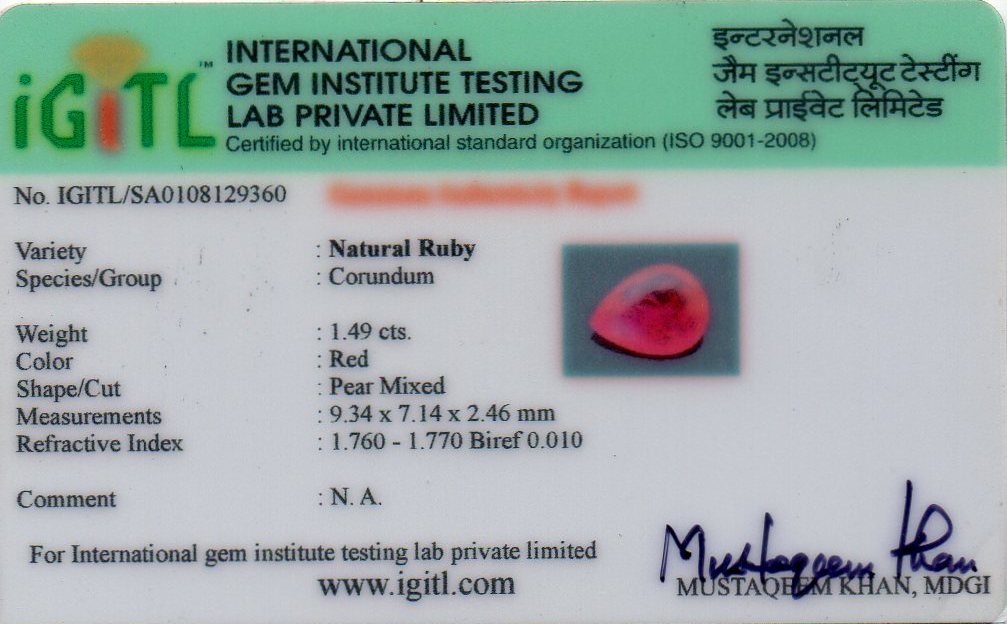 iGiTL™
INTERNATIONAL
GEM INSTITUTE TESTING
LAB PRIVATE LIMITED
Certified by international standard organization (ISO 9001-2008)
इन्टरनेशनल
जैम इन्सटीट्यूट टेस्टींग
लेब प्राईवेट लिमिटेड
No. IGITL/SA0108129360
Variety : Natural Ruby
Species/Group : Corundum
Weight : 1.49 cts.
Color : Red
Shape/Cut : Pear Mixed
Measurements : 9.34 x 7.14 x 2.46 mm
Refractive Index : 1.760 - 1.770 Biref 0.010
Comment : N. A.
For International gem institute testing lab private limited
www.igitl.com
Mustaqeem Khan
MUSTAQEEM KHAN, MDGI